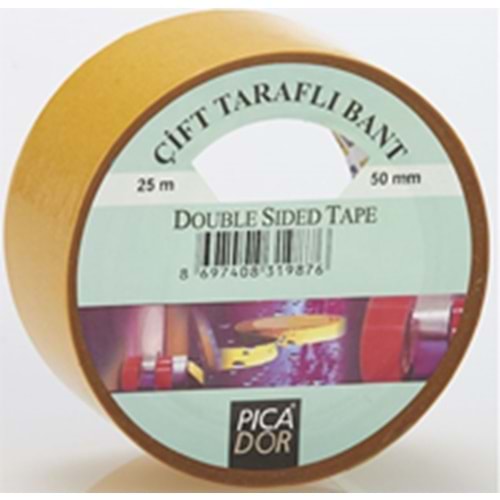 ÇİFT TARAFLI BANT
25 m 50 mm
DOUBLE SIDED TAPE
8 697408 319876
PICA
DOR